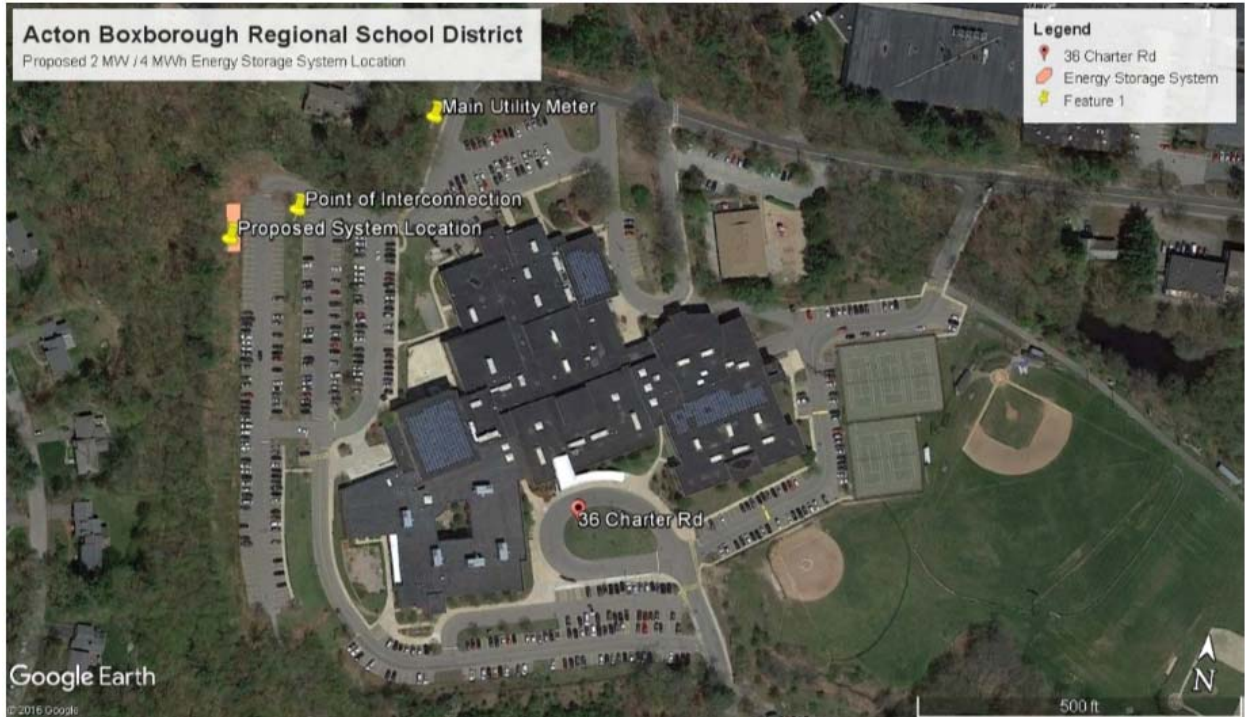 Acton Boxborough Regional School District
Proposed 2 MW / 4 MWh Energy Storage System Location
Legend
36 Charter Rd
Energy Storage System
Feature 1
Main Utility Meter
Point of Interconnection
Proposed System Location
36 Charter Rd
Google Earth
© 2016 Google
N
500 ft